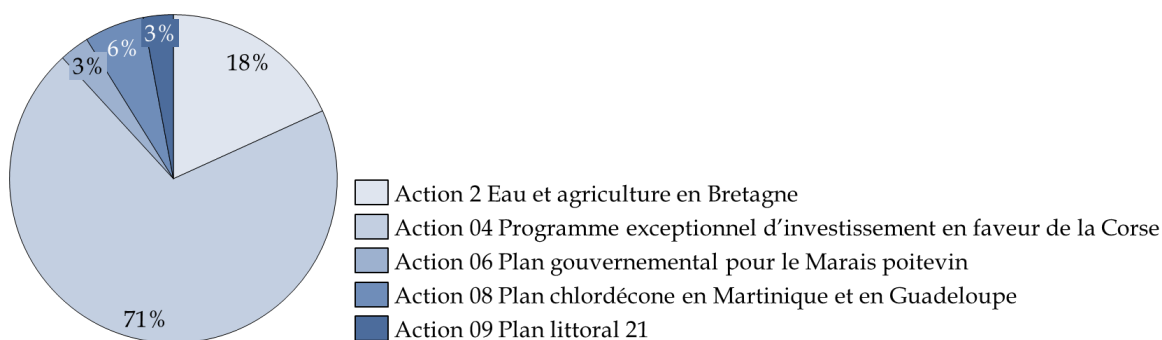 3%
6%
18%
3%
71%
Action 2 Eau et agriculture en Bretagne
Action 04 Programme exceptionnel d’investissement en faveur de la Corse
Action 06 Plan gouvernemental pour le Marais poitevin
Action 08 Plan chlordécone en Martinique et en Guadeloupe
Action 09 Plan littoral 21